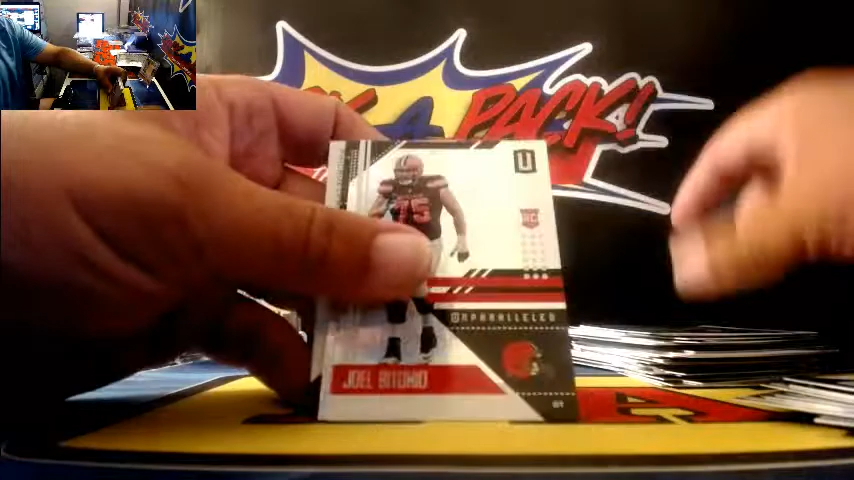 A PACK!
U
75
RC
UNPARALLELED
JOEL BITONIO